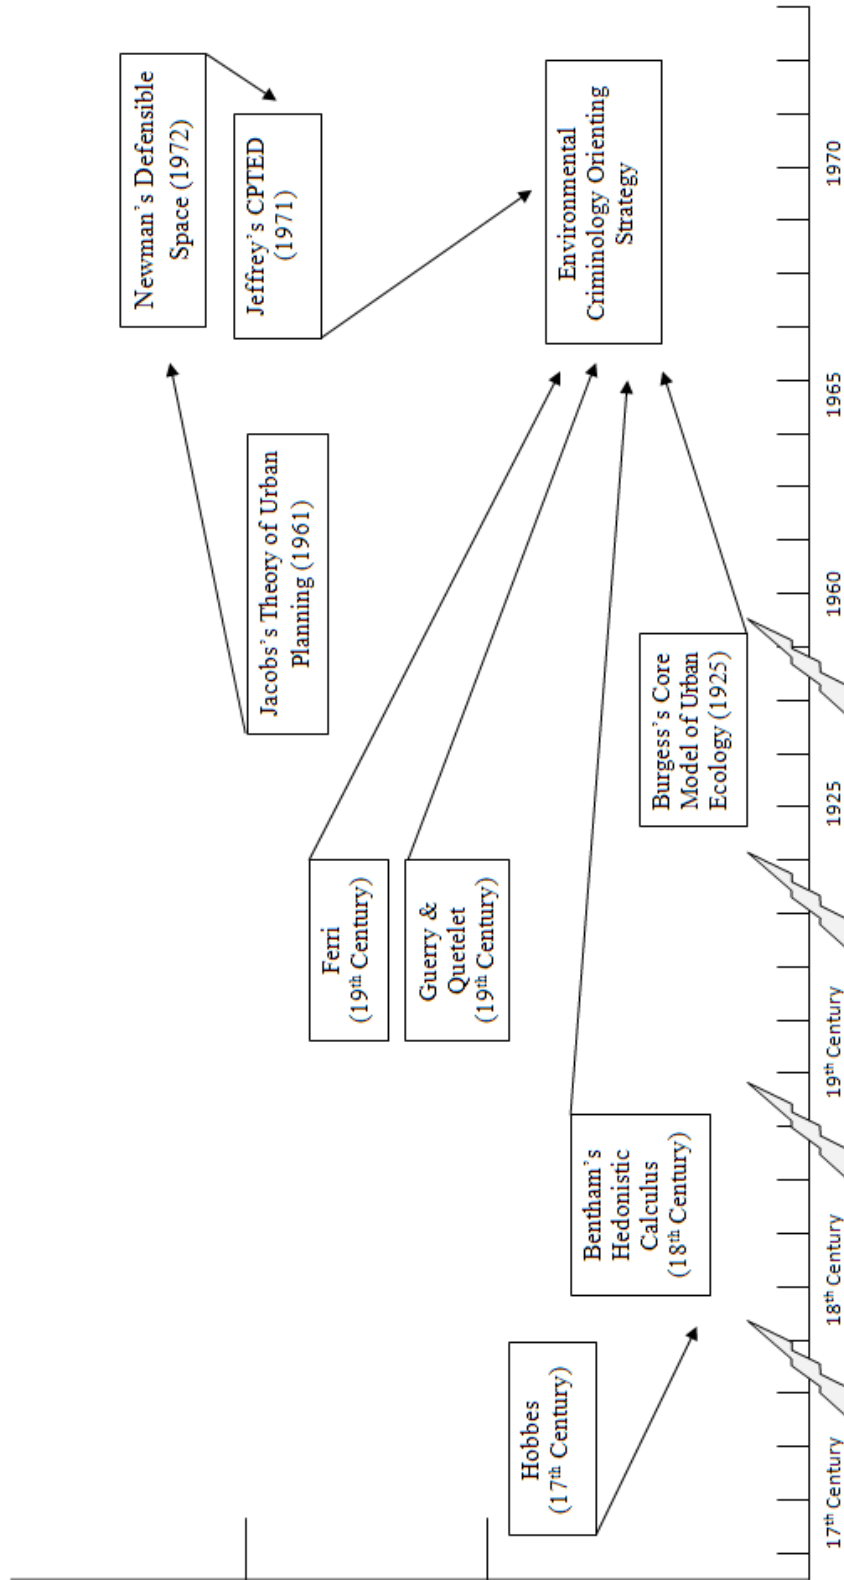 Newman's Defensible
Space (1972)
Jeffrey's CPTED
(1971)
Environmental
Criminology Orienting
Strategy
Jacobs's Theory of Urban
Planning (1961)
Ferri
(19th Century)
Guerry &
Quetelet
(19th Century)
Burgess's Core
Model of Urban
Ecology (1925)
Bentham's
Hedonistic
Calculus
(18th Century)
Hobbes
(17th Century)
17th Century
18th Century
19th Century
1925
1960
1965
1970